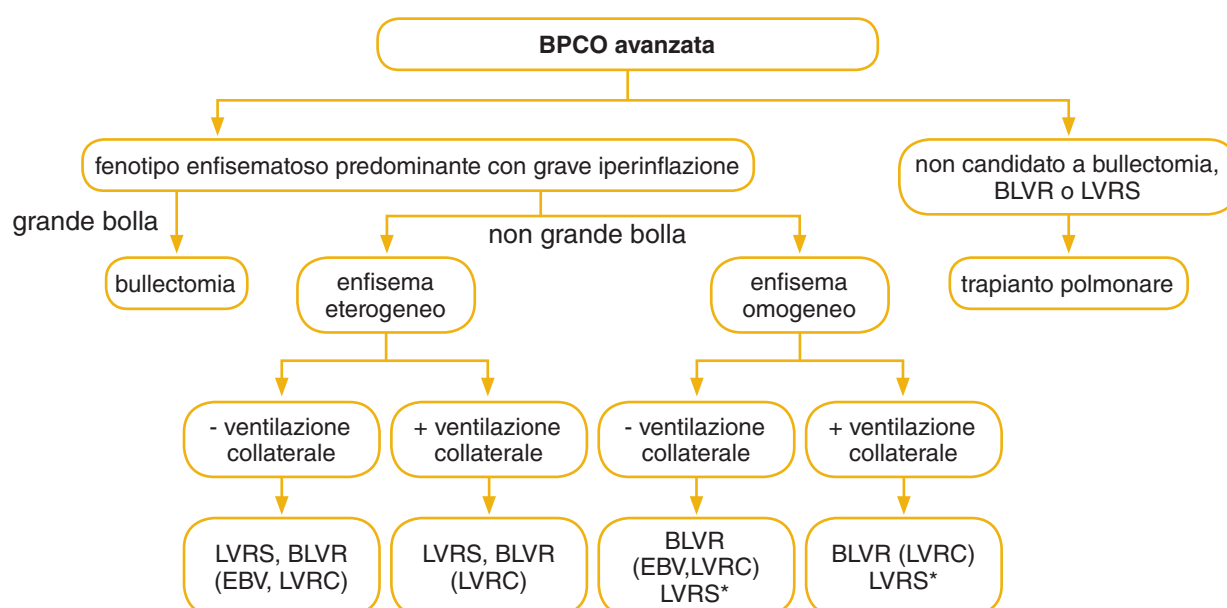 BPCO avanzata
fenotipo enfisematoso predominante con grave iperinflazione
non candidato a bullectomia,
BLVR o LVRS
grande bolla
non grande bolla
bullectomia
enfisema
eterogeneo
enfisema
omogeneo
trapianto polmonare
- ventilazione
collaterale
+ ventilazione
collaterale
- ventilazione
collaterale
+ ventilazione
collaterale
LVRS, BLVR
(EBV, LVRC)
LVRS, BLVR
(LVRC)
BLVR
(EBV,LVRC)
LVRS*
BLVR (LVRC)
LVRS*